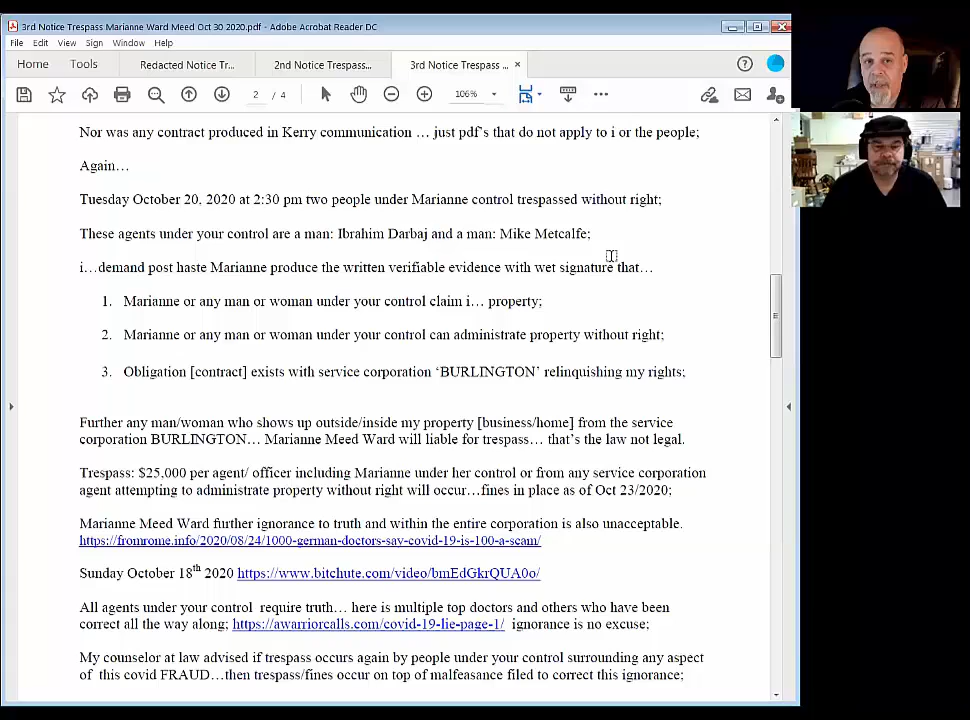 3rd Notice Trespass Marianne Ward Meed Oct 30 2020.pdf - Adobe Acrobat Reader DC
File Edit View Sign Window Help
Home Tools Redacted Notice Tr... 2nd Notice Trespass... 3rd Notice Trespass ... ×
2 / 4 106%
Nor was any contract produced in Kerry communication … just pdf's that do not apply to i or the people;
Again…
Tuesday October 20, 2020 at 2:30 pm two people under Marianne control trespassed without right;
These agents under your control are a man: Ibrahim Darbaj and a man: Mike Metcalfe;
i…demand post haste Marianne produce the written verifiable evidence with wet signature that…
1. Marianne or any man or woman under your control claim i… property;
2. Marianne or any man or woman under your control can administrate property without right;
3. Obligation [contract] exists with service corporation ‘BURLINGTON’ relinquishing my rights;
Further any man/woman who shows up outside/inside my property [business/home] from the service
corporation BURLINGTON… Marianne Meed Ward will liable for trespass… that's the law not legal.
Trespass: $25,000 per agent/ officer including Marianne under her control or from any service corporation
agent attempting to administrate property without right will occur…fines in place as of Oct 23/2020;
Marianne Meed Ward further ignorance to truth and within the entire corporation is also unacceptable.
https://fromrome.info/2020/08/24/1000-german-doctors-say-covid-19-is-100-a-scam/
Sunday October 18th 2020 https://www.bitchute.com/video/bmEdGkrQUA0o/
All agents under your control require truth… here is multiple top doctors and others who have been
correct all the way along; https://awarriorcalls.com/covid-19-lie-page-1/ ignorance is no excuse;
My counselor at law advised if trespass occurs again by people under your control surrounding any aspect
of this covid FRAUD…then trespass/fines occur on top of malfeasance filed to correct this ignorance;